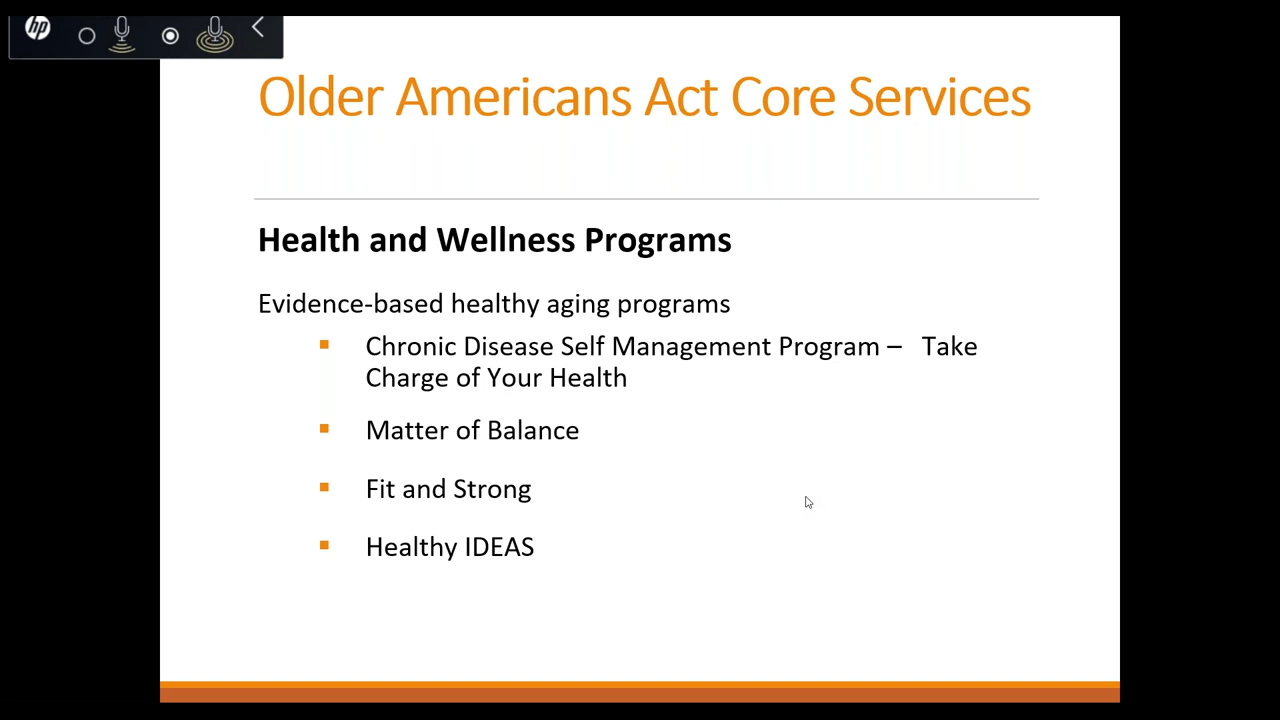 hp
Older Americans Act Core Services
Health and Wellness Programs
Evidence-based healthy aging programs
▪ Chronic Disease Self Management Program – Take
Charge of Your Health
▪ Matter of Balance
▪ Fit and Strong
▪ Healthy IDEAS